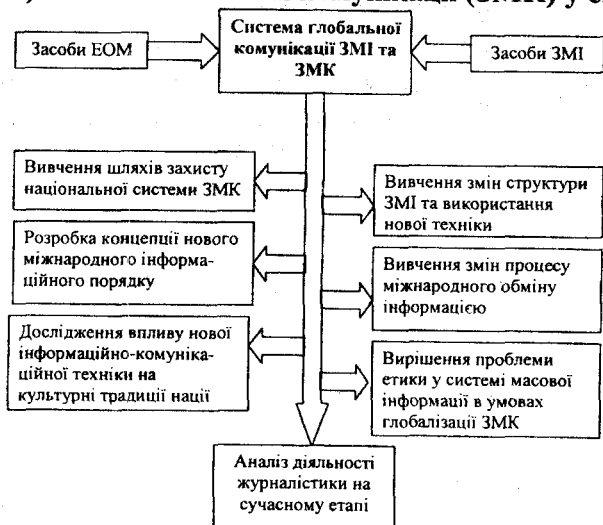 (ЗМК) у с
Засоби ЕОМ
Система глобальної
комунікації ЗМІ та
ЗМК
Засоби ЗМІ
Вивчення шляхів захисту
національної системи ЗМК
Розробка концепції нового
міжнародного інформа-
ційного порядку
Дослідження впливу нової
інформаційно-комуніка-
ційної техніки на
культурні традиції нації
Вивчення змін структури
ЗМІ та використання
нової техніки
Вивчення змін процесу
міжнародного обміну
інформацією
Вирішення проблеми
етики у системі масової
інформації в умовах
глобалізації ЗМК
Аналіз діяльності
журналістики на
сучасному етапі